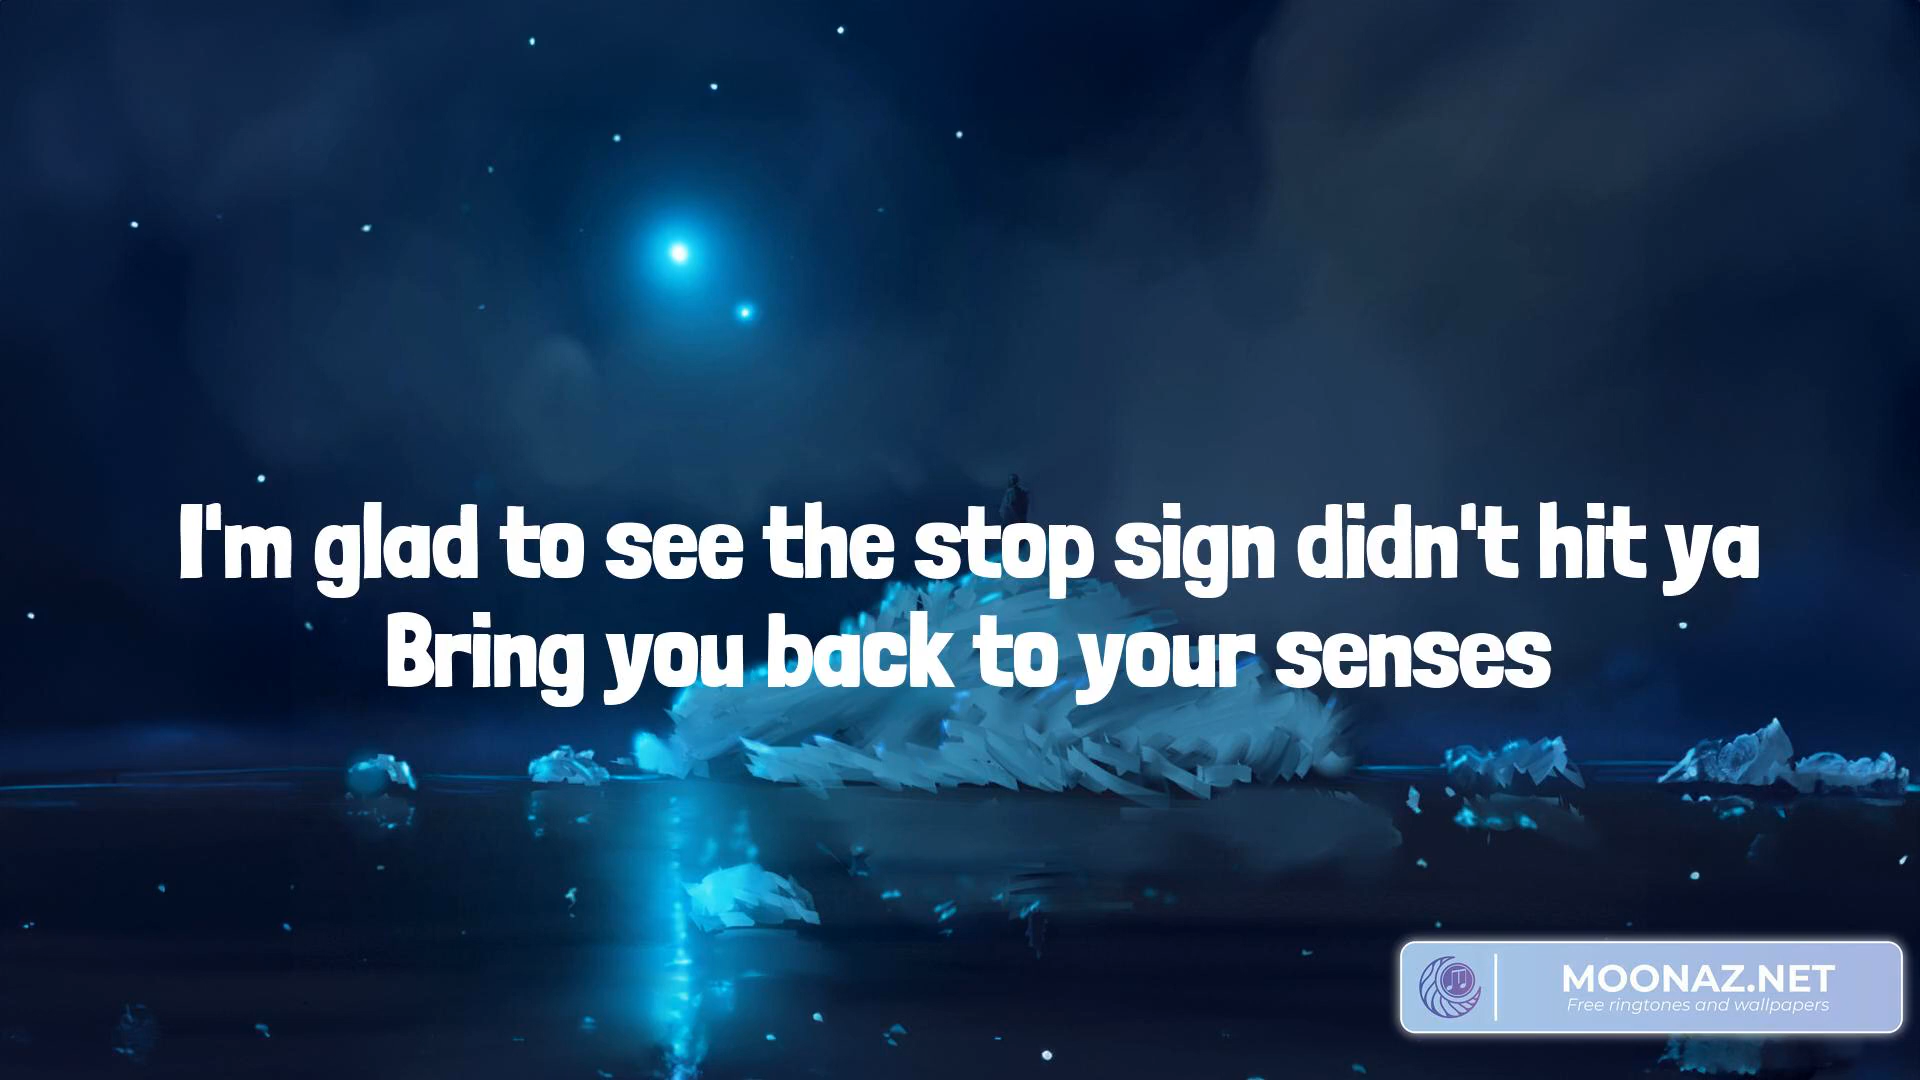 I'm glad to see the stop sign didn't hit ya
Bring you back to your senses
MOONAZ.NET
Free ringtones and wallpapers